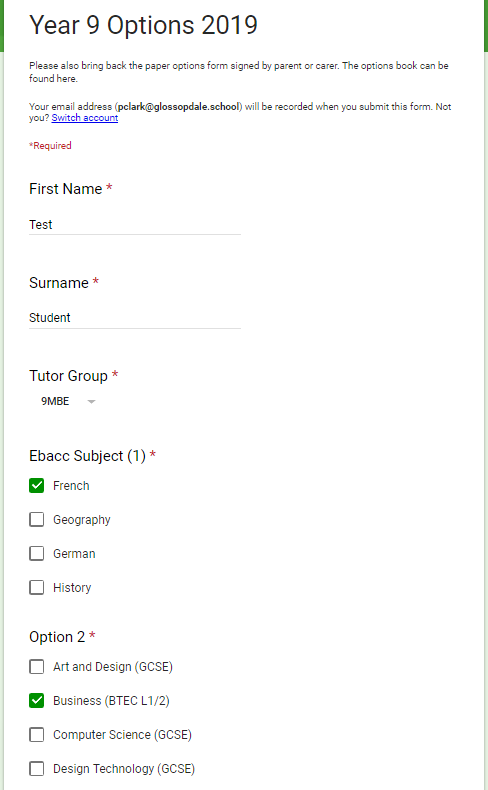 Year 9 Options 2019
Please also bring back the paper options form signed by parent or carer. The options book can be
found here.
Your email address (pclark@glossopdale.school) will be recorded when you submit this form. Not
you? Switch account
*Required
First Name *
Test
Surname *
Student
Tutor Group *
9MBE
Ebacc Subject (1) *
French
Geography
German
History
Option 2 *
Art and Design (GCSE)
Business (BTEC L1/2)
Computer Science (GCSE)
Design Technology (GCSE)